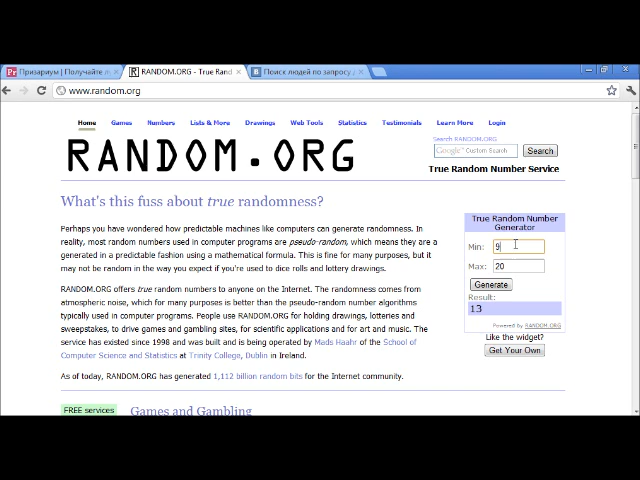 Призариум | Получайте п
RANDOM.ORG - True Rand
Поиск людей по запросу
www.random.org
Home Games Numbers Lists & More Drawings Web Tools Statistics Testimonials Learn More Login
RANDOM.ORG
Search RANDOM.ORG
Google™ Custom Search Search
True Random Number Service
What's this fuss about true randomness?
Perhaps you have wondered how predictable machines like computers can generate randomness. In
reality, most random numbers used in computer programs are pseudo-random, which means they are a
generated in a predictable fashion using a mathematical formula. This is fine for many purposes, but it
may not be random in the way you expect if you're used to dice rolls and lottery drawings.
RANDOM.ORG offers true random numbers to anyone on the Internet. The randomness comes from
atmospheric noise, which for many purposes is better than the pseudo-random number algorithms
typically used in computer programs. People use RANDOM.ORG for holding drawings, lotteries and
sweepstakes, to drive games and gambling sites, for scientific applications and for art and music. The
service has existed since 1998 and was built and is being operated by Mads Haahr of the School of
Computer Science and Statistics at Trinity College, Dublin in Ireland.
As of today, RANDOM.ORG has generated 1,112 billion random bits for the Internet community.
FREE services
Games and Gambling
True Random Number
Generator
Min: 9
Max: 20
Generate
Result:
13
Powered by RANDOM.ORG
Like the widget?
Get Your Own